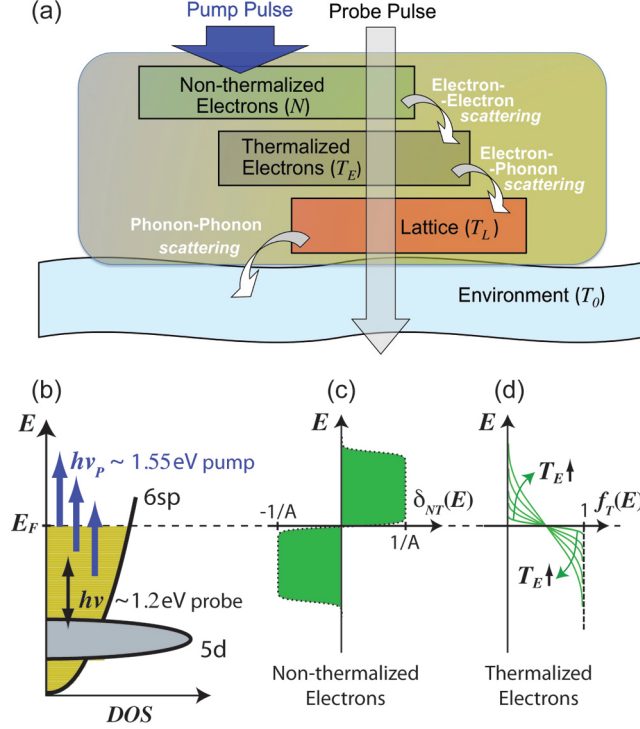 (a)
Pump Pulse
Probe Pulse
Non-thermalized
Electrons (N)
Electron-
-Electron
scattering
Thermalized
Electrons (T_E)
Electron-
-Phonon
scattering
Phonon-Phonon
scattering
Lattice (T_L)
Environment (T_0)
(b)
E
hν_P ~ 1.55eV pump
6sp
E_F
hν ~1.2eV probe
5d
DOS
(c)
E
-1/A
δ_NT(E)
1/A
Non-thermalized
Electrons
(d)
E
T_E
1
f_T(E)
T_E
Thermalized
Electrons